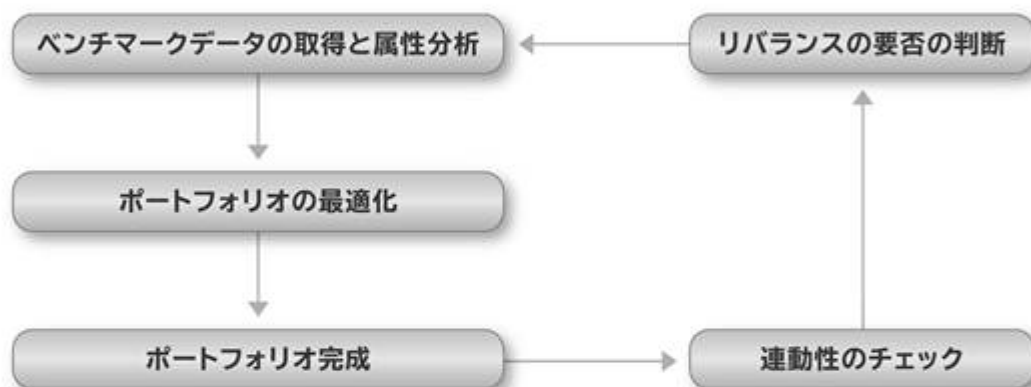 ベンチマークデータの取得と属性分析
リバランスの要否の判断
ポートフォリオの最適化
ポートフォリオ完成
連動性のチェック